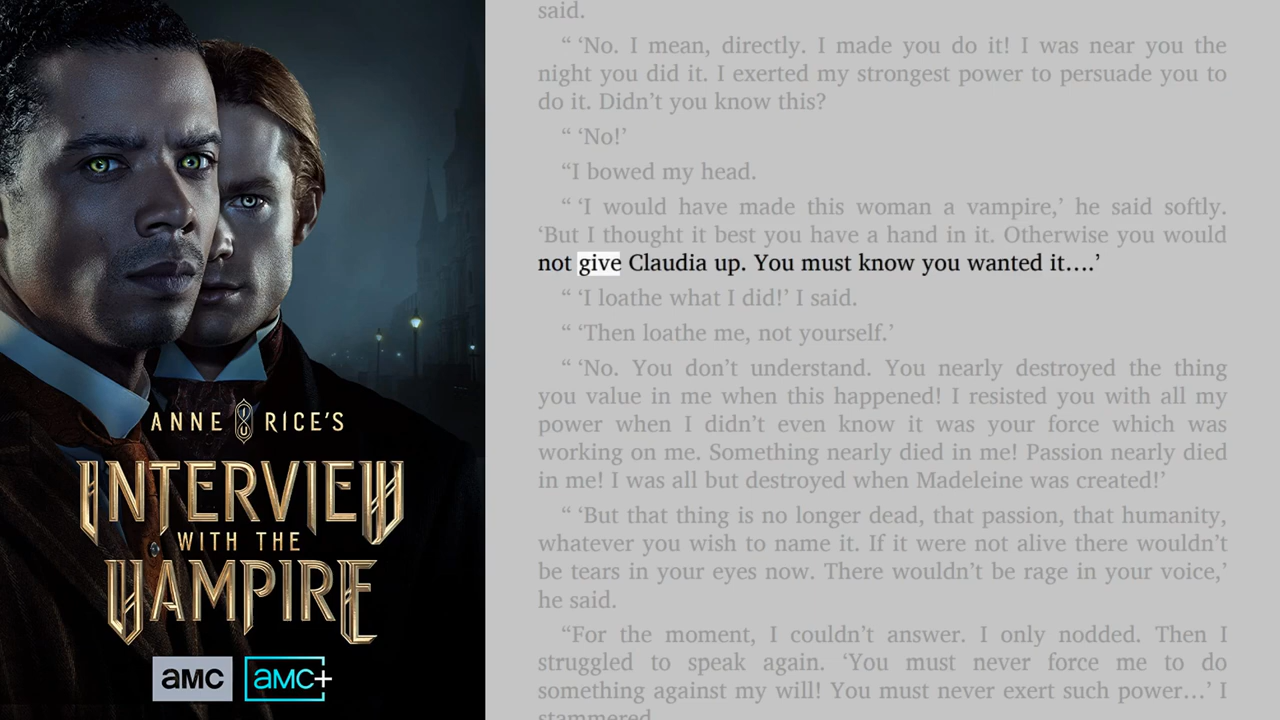 ANNE RICE'S
INTERVIEW
WITH THE
VAMPIRE
aMC
aMC+
said.
“ ‘No. I mean, directly. I made you do it! I was near you the
night you did it. I exerted my strongest power to persuade you to
do it. Didn’t you know this?
“ ‘No!’
“I bowed my head.
“ ‘I would have made this woman a vampire,’ he said softly.
‘But I thought it best you have a hand in it. Otherwise you would
not give Claudia up. You must know you wanted it….’
“ ‘I loathe what I did!’ I said.
“ ‘Then loathe me, not yourself.’
“ ‘No. You don’t understand. You nearly destroyed the thing
you value in me when this happened! I resisted you with all my
power when I didn’t even know it was your force which was
working on me. Something nearly died in me! Passion nearly died
in me! I was all but destroyed when Madeleine was created!’
“ ‘But that thing is no longer dead, that passion, that humanity,
whatever you wish to name it. If it were not alive there wouldn’t
be tears in your eyes now. There wouldn’t be rage in your voice,’
he said.
“For the moment, I couldn’t answer. I only nodded. Then I
struggled to speak again. ‘You must never force me to do
something against my will! You must never exert such power…’ I
stammered.